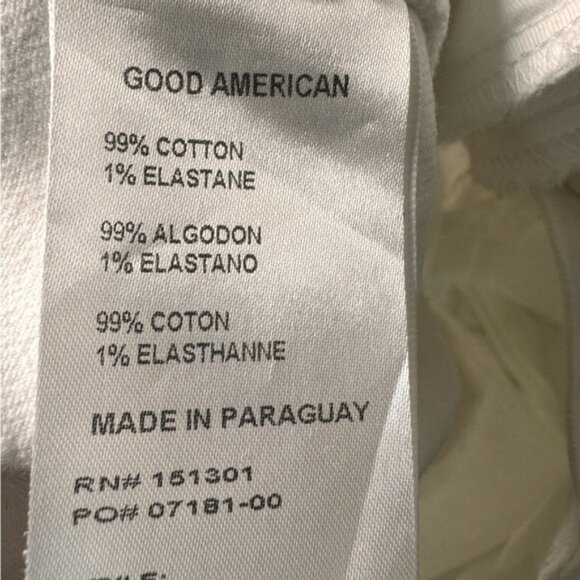 GOOD AMERICAN
99% COTTON
1% ELASTANE
99% ALGODON
1% ELASTANO
99% COTON
1% ELASTHANNE
MADE IN PARAGUAY
RN# 151301
PO# 07181-00